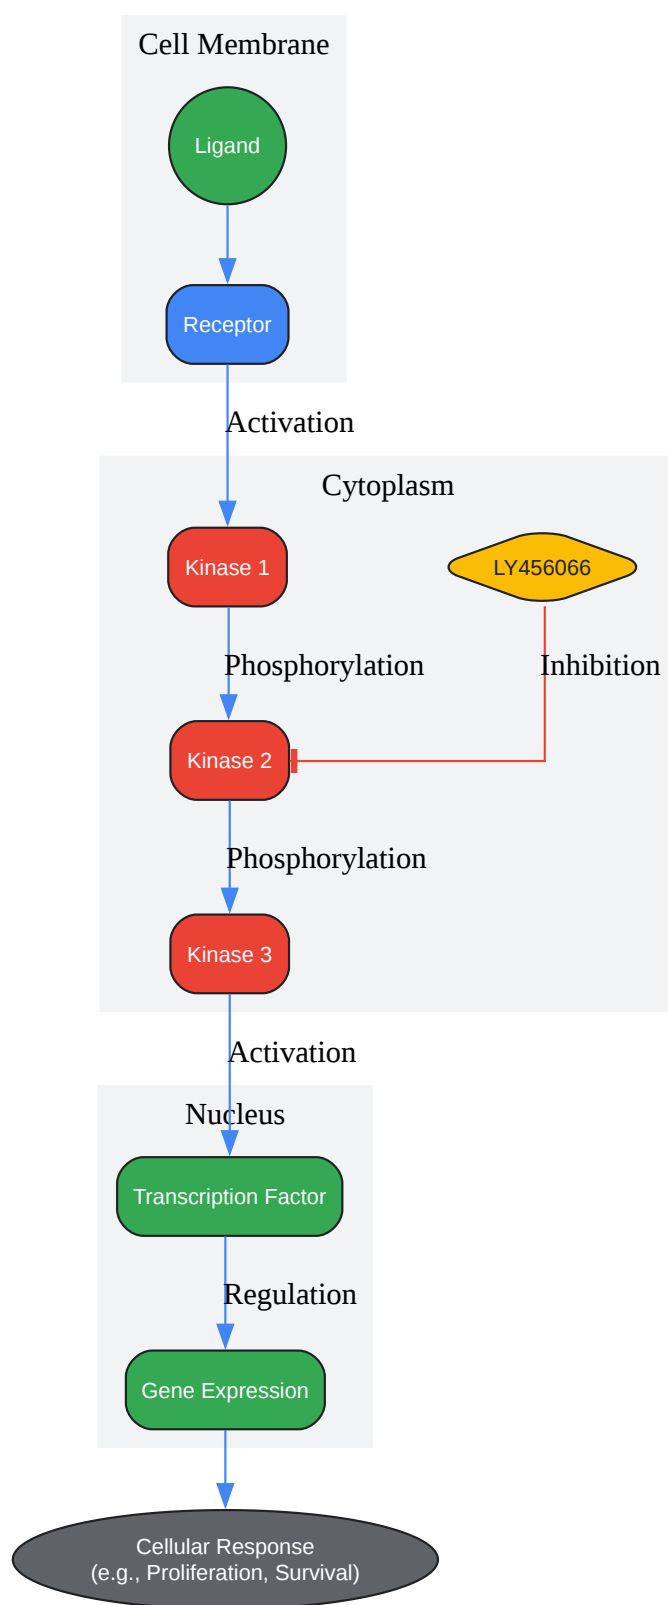 Cell Membrane
Ligand
Receptor
Activation
Cytoplasm
Kinase 1
LY456066
Phosphorylation
Inhibition
Kinase 2
Phosphorylation
Kinase 3
Activation
Nucleus
Transcription Factor
Regulation
Gene Expression
Cellular Response
(e.g., Proliferation, Survival)